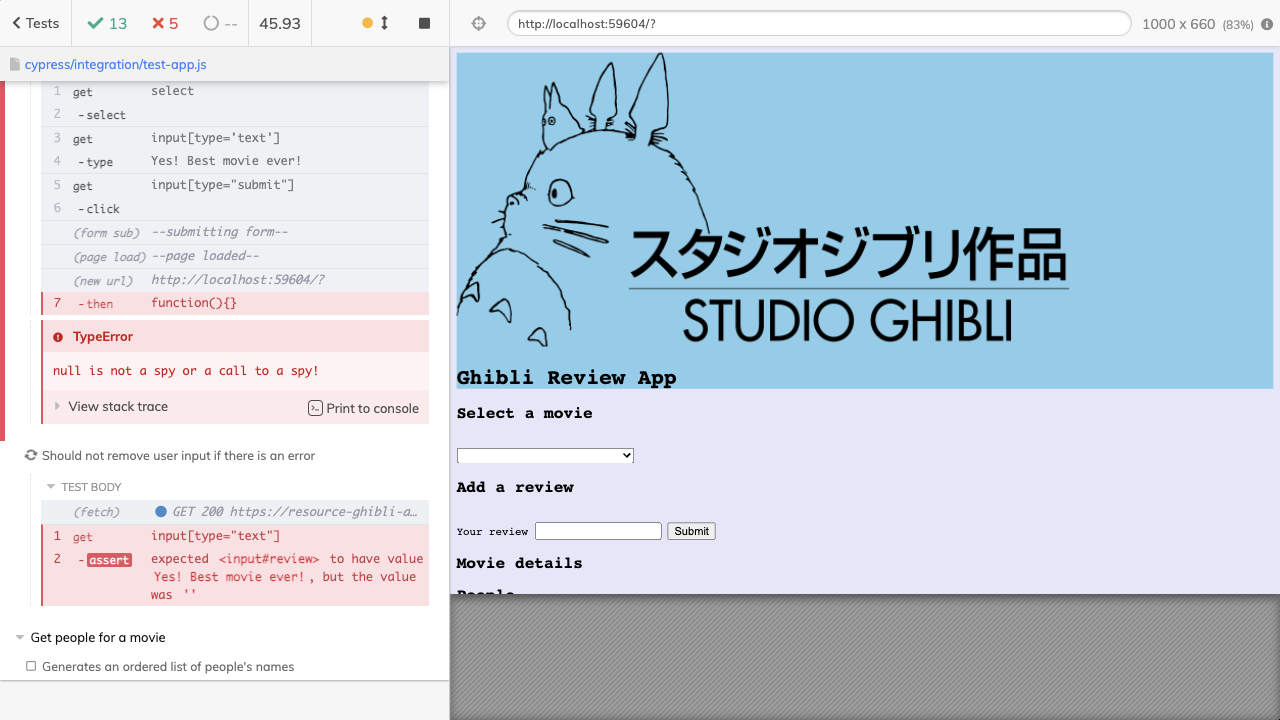 Tests
13
5
--
45.93
http://localhost:59604/?
1000 x 660 (83%)
cypress/integration/test-app.js
1 get select
2 -select
3 get input[type='text']
4 -type Yes! Best movie ever!
5 get input[type="submit"]
6 -click
(form sub) --submitting form--
(page load) --page loaded--
(new url) http://localhost:59604/?
7 -then function(){}
TypeError
null is not a spy or a call to a spy!
View stack trace
Print to console
Should not remove user input if there is an error
TEST BODY
(fetch) GET 200 https://resource-ghibli-a…
1 get input[type="text"]
2 -assert expected <input#review> to have value
Yes! Best movie ever!, but the value
was ''
Get people for a movie
Generates an ordered list of people's names
スタジオジブリ作品
STUDIO GHIBLI
Ghibli Review App
Select a movie
Add a review
Your review
Submit
Movie details
People